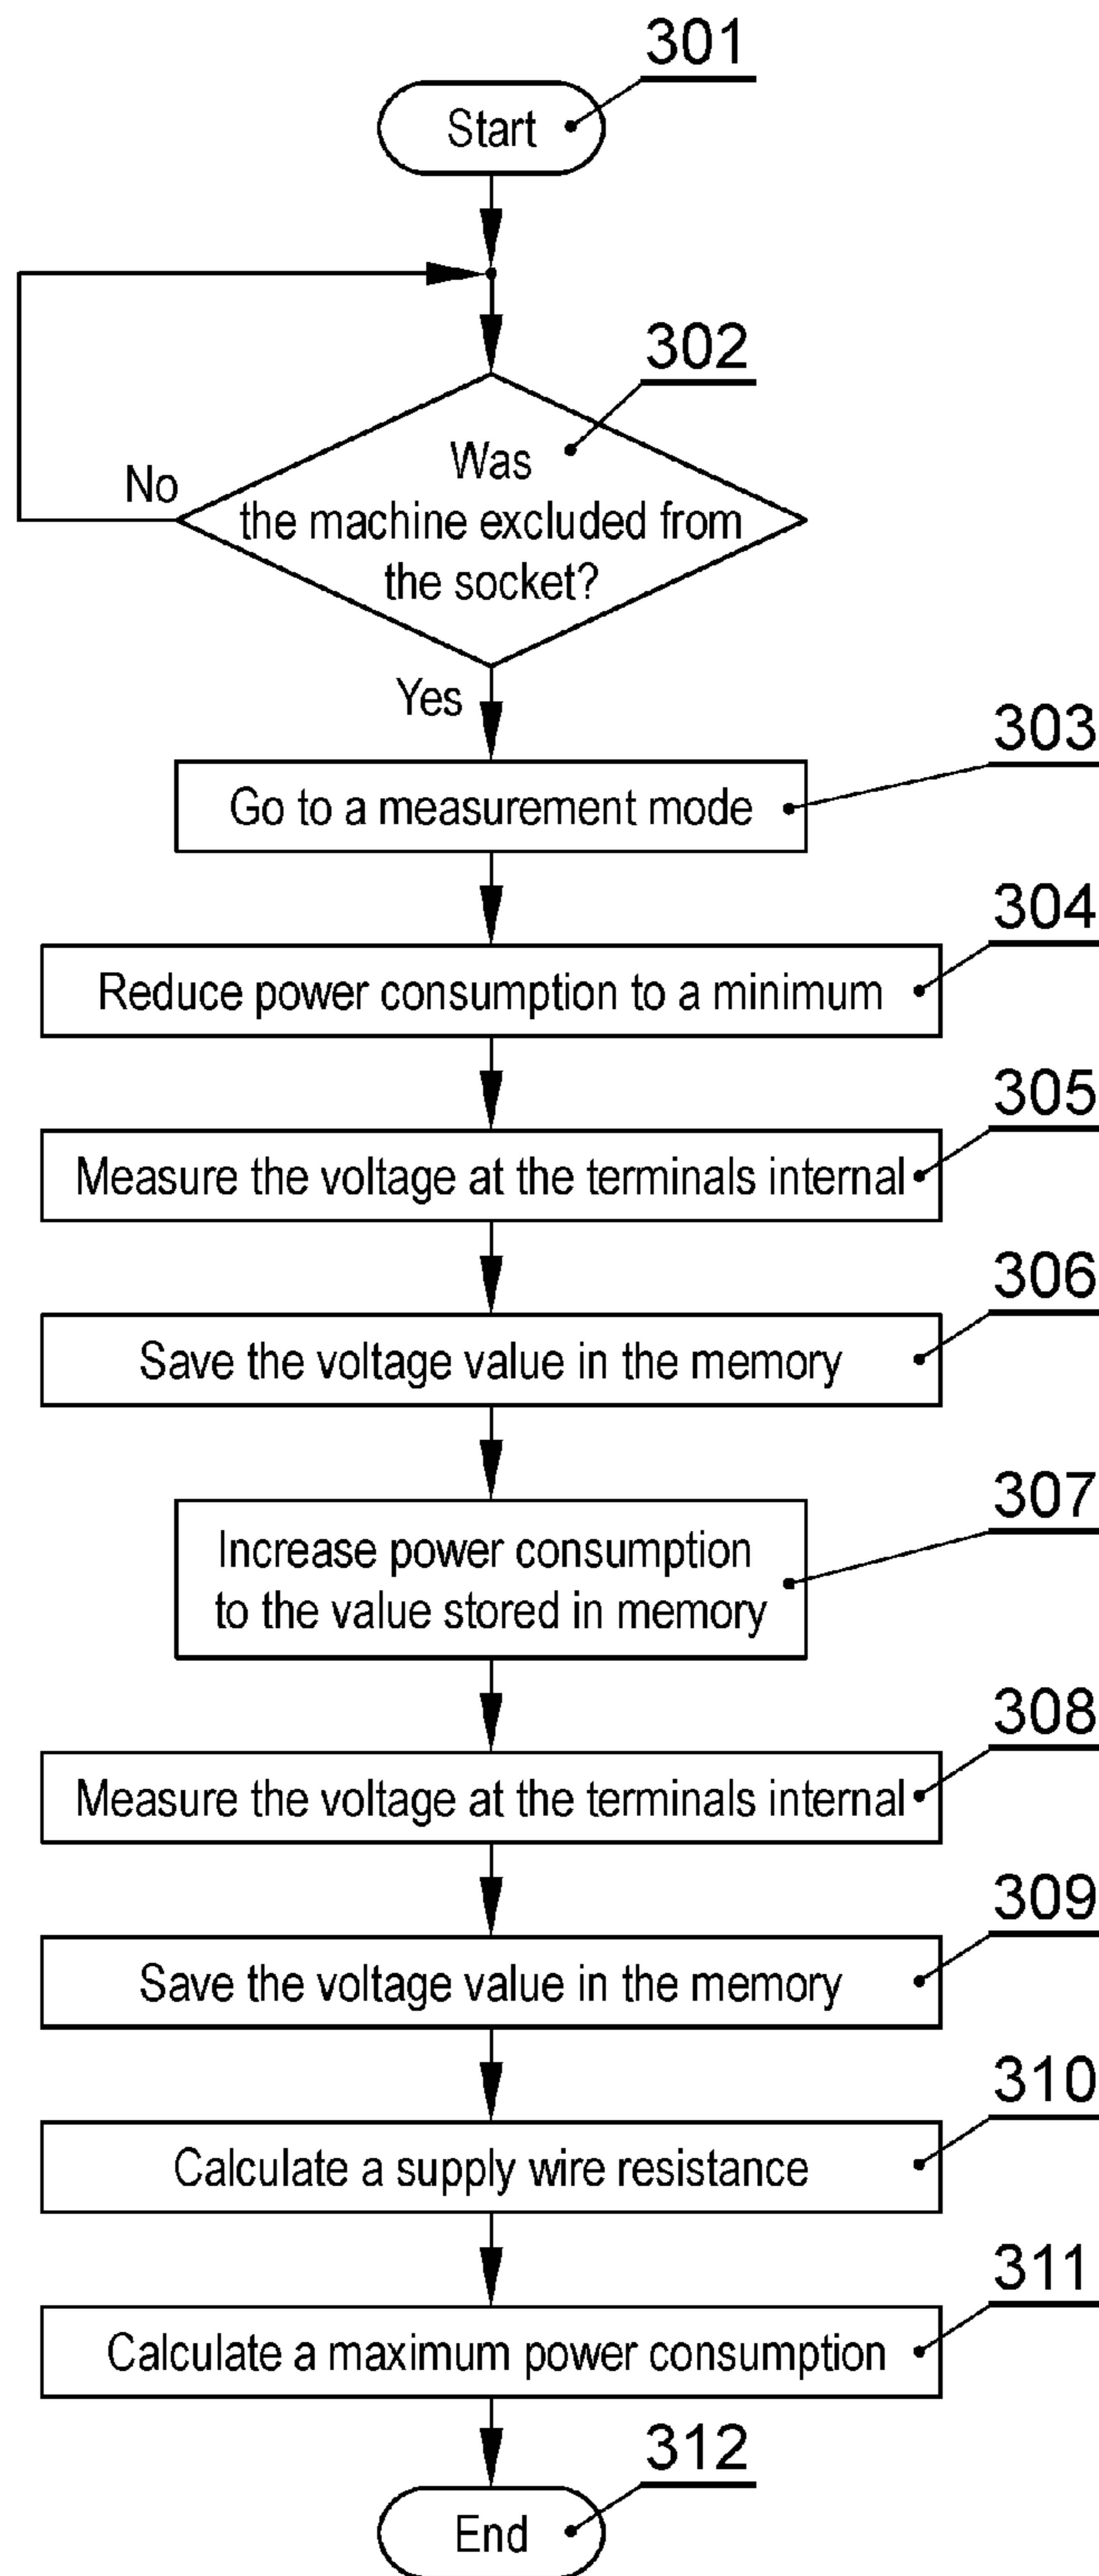 301
Start
302
Was
the machine excluded from
the socket?
No
Yes
303
Go to a measurement mode
304
Reduce power consumption to a minimum
305
Measure the voltage at the terminals internal
306
Save the voltage value in the memory
307
Increase power consumption
to the value stored in memory
308
Measure the voltage at the terminals internal
309
Save the voltage value in the memory
310
Calculate a supply wire resistance
311
Calculate a maximum power consumption
312
End